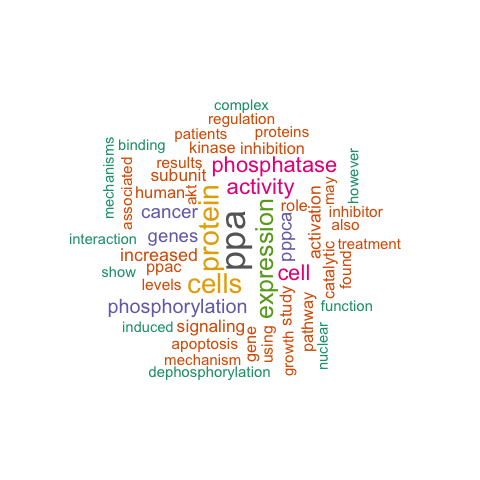 complex
regulation
patients
proteins
binding
kinase
inhibition
mechanisms
associated
results
phosphatase
however
subunit
akt
human
activity
may
cancer
protein
ppa
expression
pppca
role
activation
inhibitor
also
interaction
genes
treatment
increased
cell
catalytic
found
show
ppac
levels
cells
phosphorylation
study
pathway
function
induced
signaling
gene
using
growth
nuclear
apoptosis
mechanism
dephosphorylation